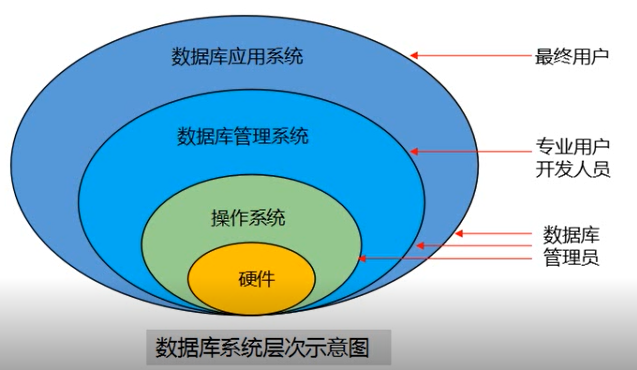 数据库应用系统
最终用户
数据库管理系统
专业用户
开发人员
操作系统
数据库
管理员
硬件
数据库系统层次示意图